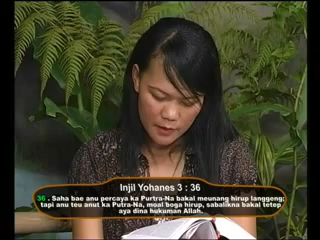 Injil Yohanes 3 : 36
36 . Saha bae anu percaya ka Purtra-Na bakal meunang hirup langgeng;
tapi anu teu anut ka Putra-Na, moal boga hirup, sabalikna bakal tetep
aya dina hukuman Allah.